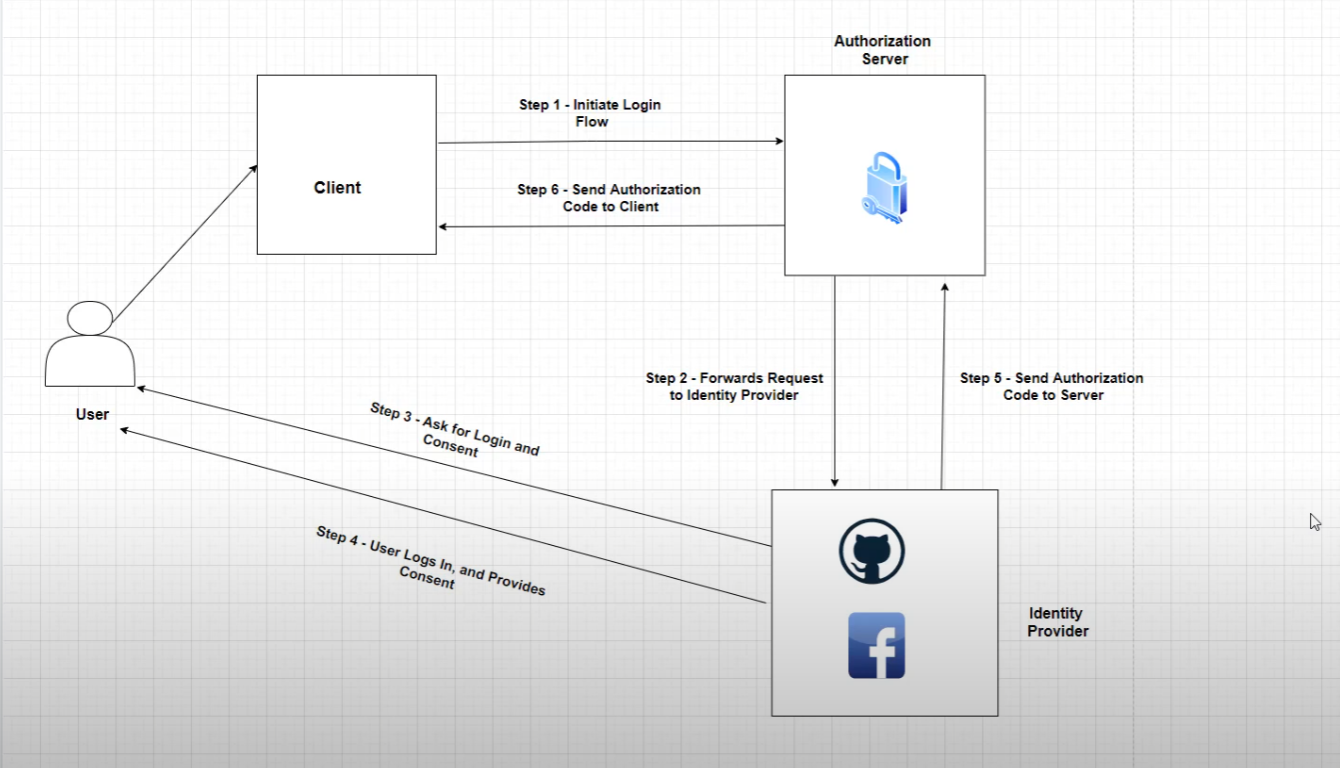 Authorization
Server
Step 1 - Initiate Login
Flow
Client
Step 6 - Send Authorization
Code to Client
Step 2 - Forwards Request
to Identity Provider
Step 5 - Send Authorization
Code to Server
User
Step 3 - Ask for Login and
Consent
Step 4 - User Logs In, and Provides
Consent
Identity
Provider